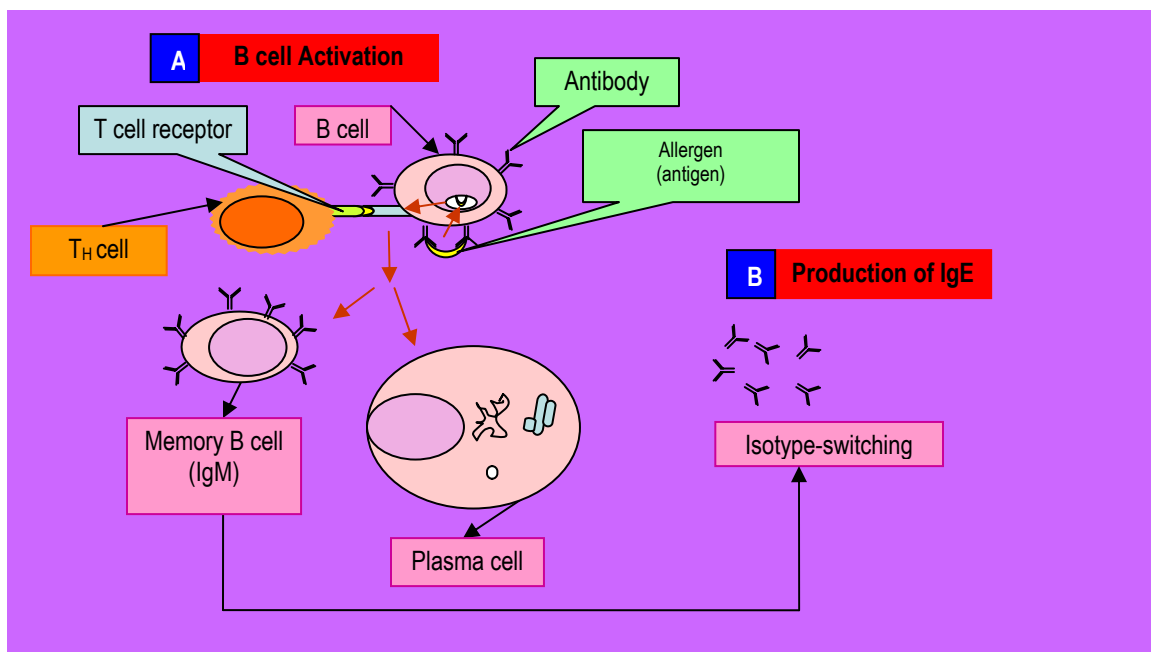 A
B cell Activation
Antibody
T cell receptor
B cell
Allergen
(antigen)
TH cell
B
Production of IgE
Memory B cell
(IgM)
Isotype-switching
Plasma cell